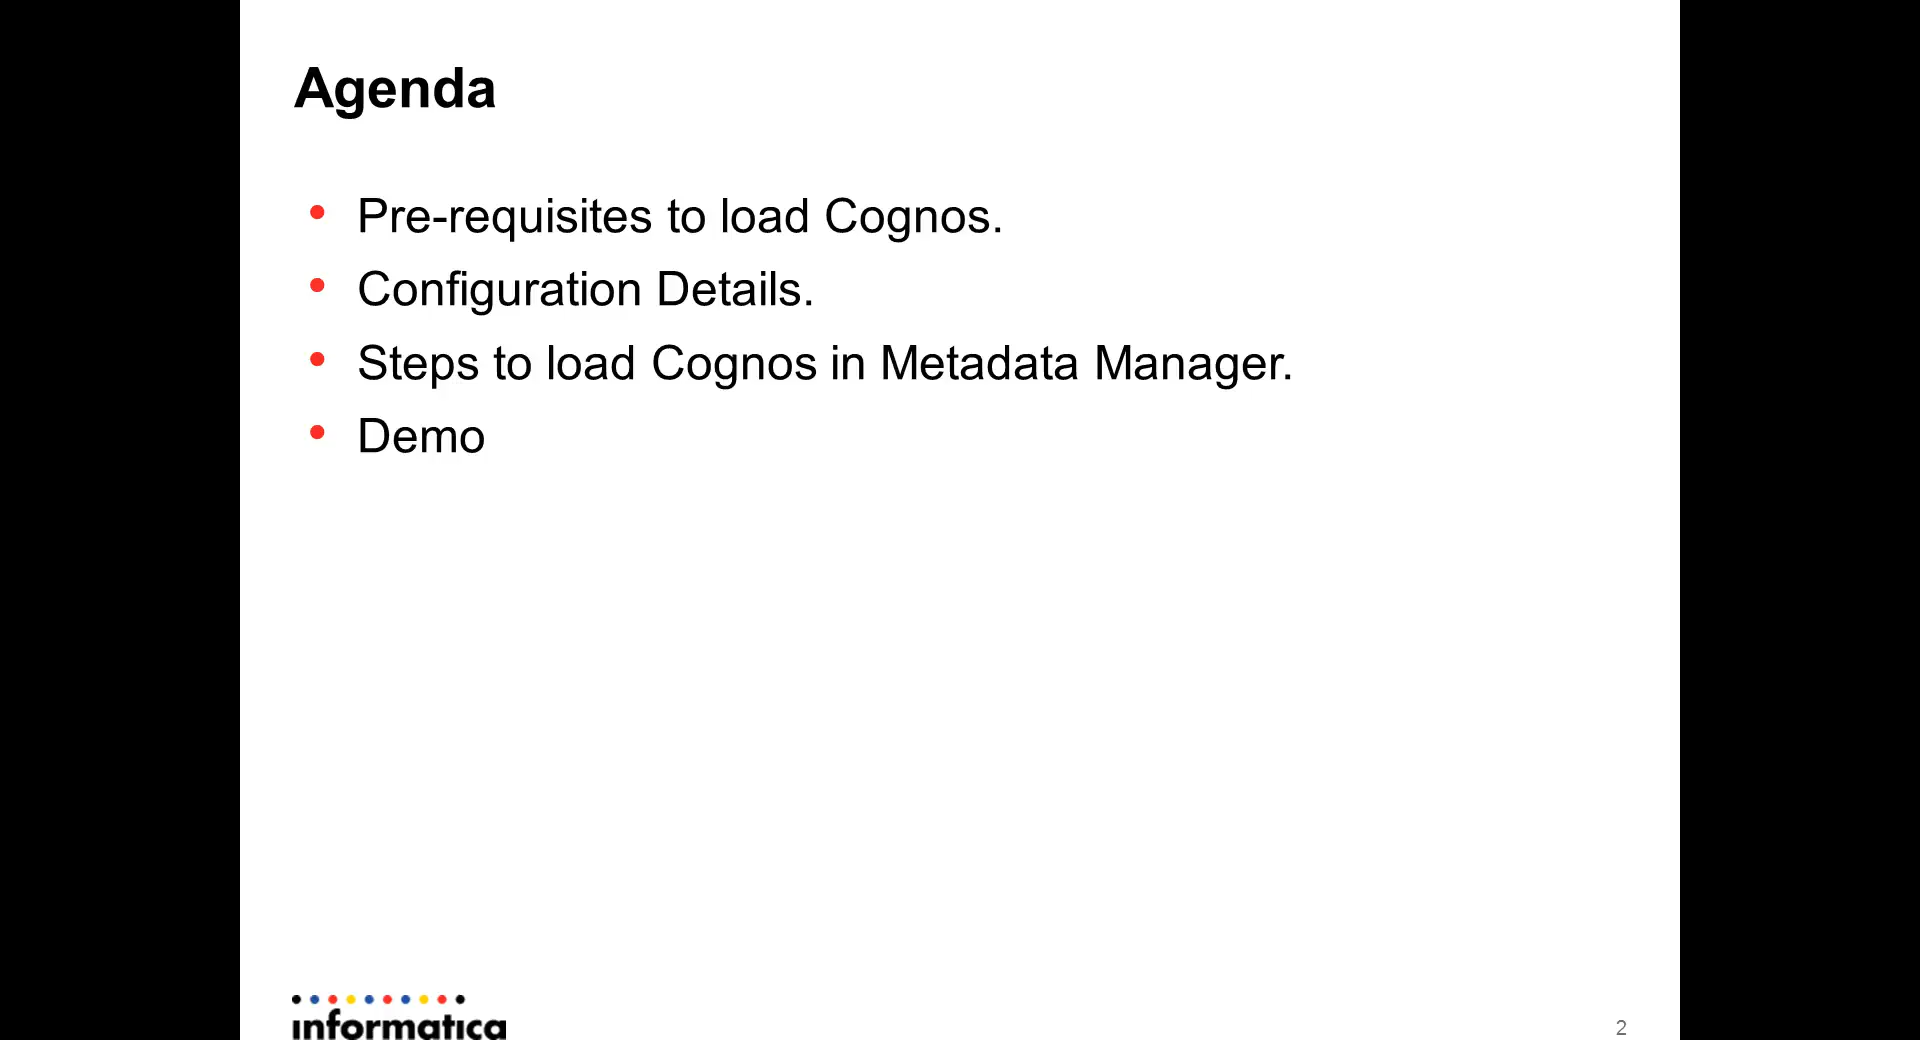 Agenda
• Pre-requisites to load Cognos.
• Configuration Details.
• Steps to load Cognos in Metadata Manager.
• Demo
informatica
2